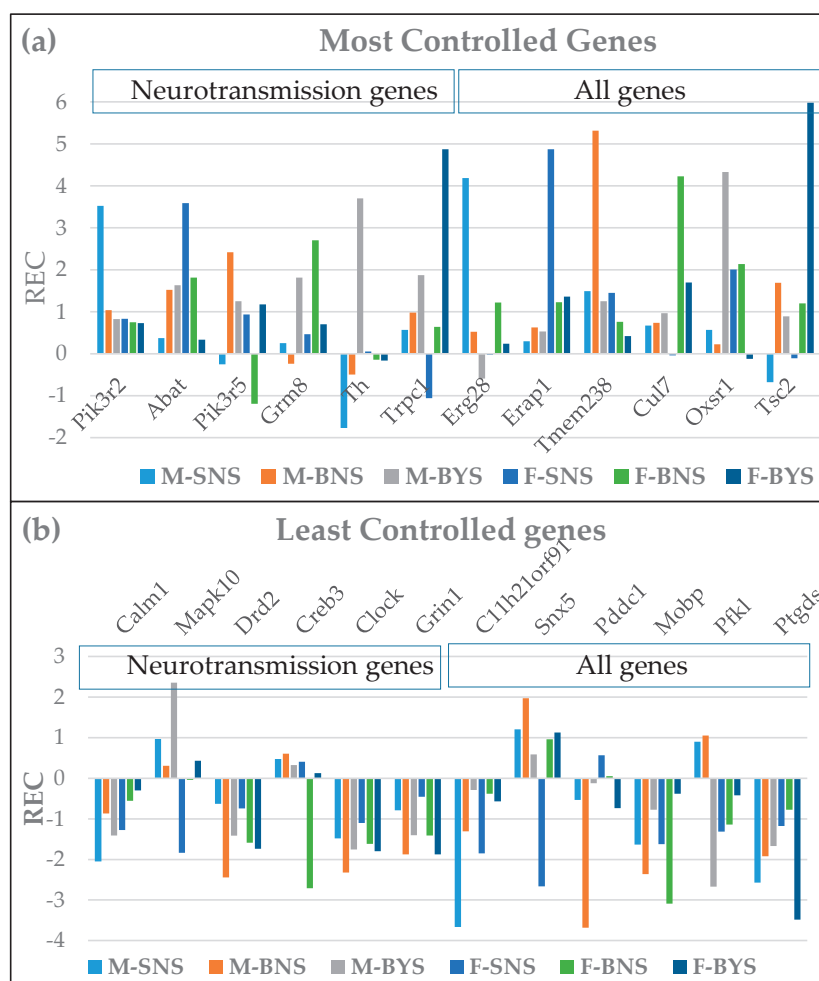 (a) Most Controlled Genes
Neurotransmission genes All genes
6
5
4
3
2
1
0
-1
-2
REC
Pik3r2 Abat Pik3r5 Grm8 Th Trpc1 Erg28 Erap1 Tmem238 Cul7 Oxsr1 Tsc2
M-SNS M-BNS M-BYS F-SNS F-BNS F-BYS
(b) Least Controlled genes
Calm1 Mapk10 Drd2 Creb3 Clock Grin1 C11h21orf91 Snx5 Pddc1 Mobp Pfkl Ptgds
Neurotransmission genes All genes
3
2
1
0
-1
-2
-3
-4
REC
M-SNS M-BNS M-BYS F-SNS F-BNS F-BYS